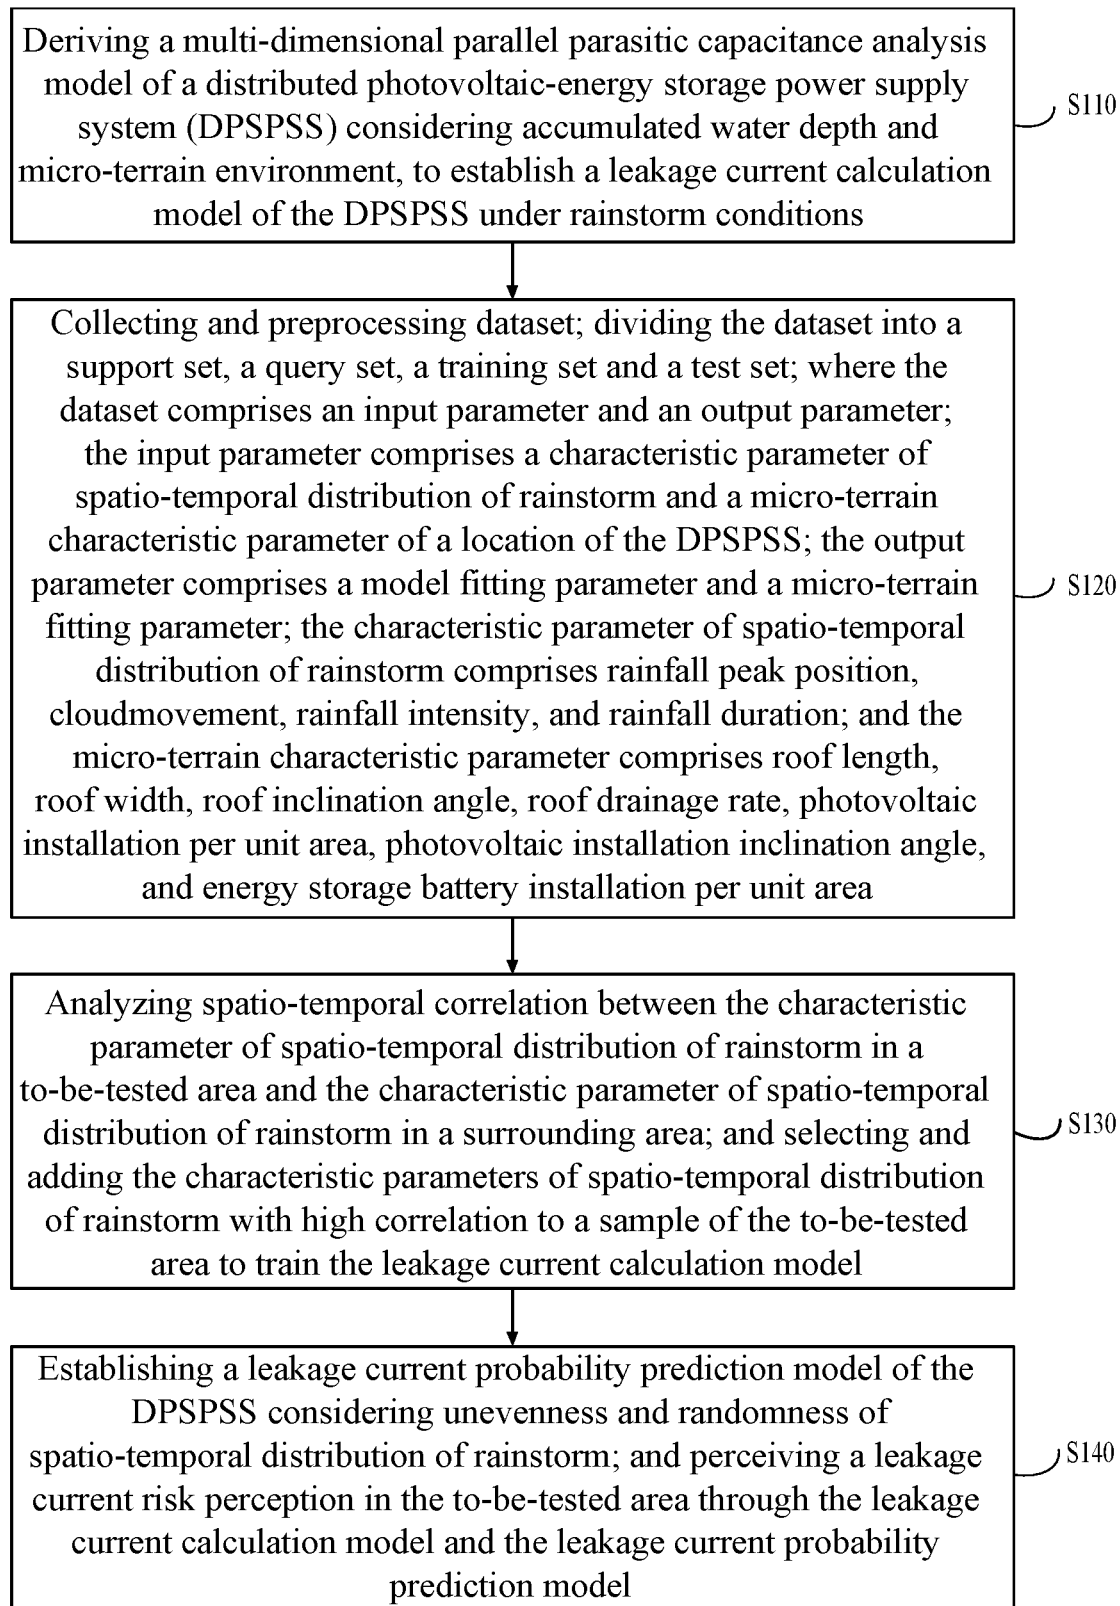 Deriving a multi-dimensional parallel parasitic capacitance analysis
model of a distributed photovoltaic-energy storage power supply
system (DPSPSS) considering accumulated water depth and
micro-terrain environment, to establish a leakage current calculation
model of the DPSPSS under rainstorm conditions
S110
Collecting and preprocessing dataset; dividing the dataset into a
support set, a query set, a training set and a test set; where the
dataset comprises an input parameter and an output parameter;
the input parameter comprises a characteristic parameter of
spatio-temporal distribution of rainstorm and a micro-terrain
characteristic parameter of a location of the DPSPSS; the output
parameter comprises a model fitting parameter and a micro-terrain
fitting parameter; the characteristic parameter of spatio-temporal
distribution of rainstorm comprises rainfall peak position,
cloudmovement, rainfall intensity, and rainfall duration; and the
micro-terrain characteristic parameter comprises roof length,
roof width, roof inclination angle, roof drainage rate, photovoltaic
installation per unit area, photovoltaic installation inclination angle,
and energy storage battery installation per unit area
S120
Analyzing spatio-temporal correlation between the characteristic
parameter of spatio-temporal distribution of rainstorm in a
to-be-tested area and the characteristic parameter of spatio-temporal
distribution of rainstorm in a surrounding area; and selecting and
adding the characteristic parameters of spatio-temporal distribution
of rainstorm with high correlation to a sample of the to-be-tested
area to train the leakage current calculation model
S130
Establishing a leakage current probability prediction model of the
DPSPSS considering unevenness and randomness of
spatio-temporal distribution of rainstorm; and perceiving a leakage
current risk perception in the to-be-tested area through the leakage
current calculation model and the leakage current probability
prediction model
S140